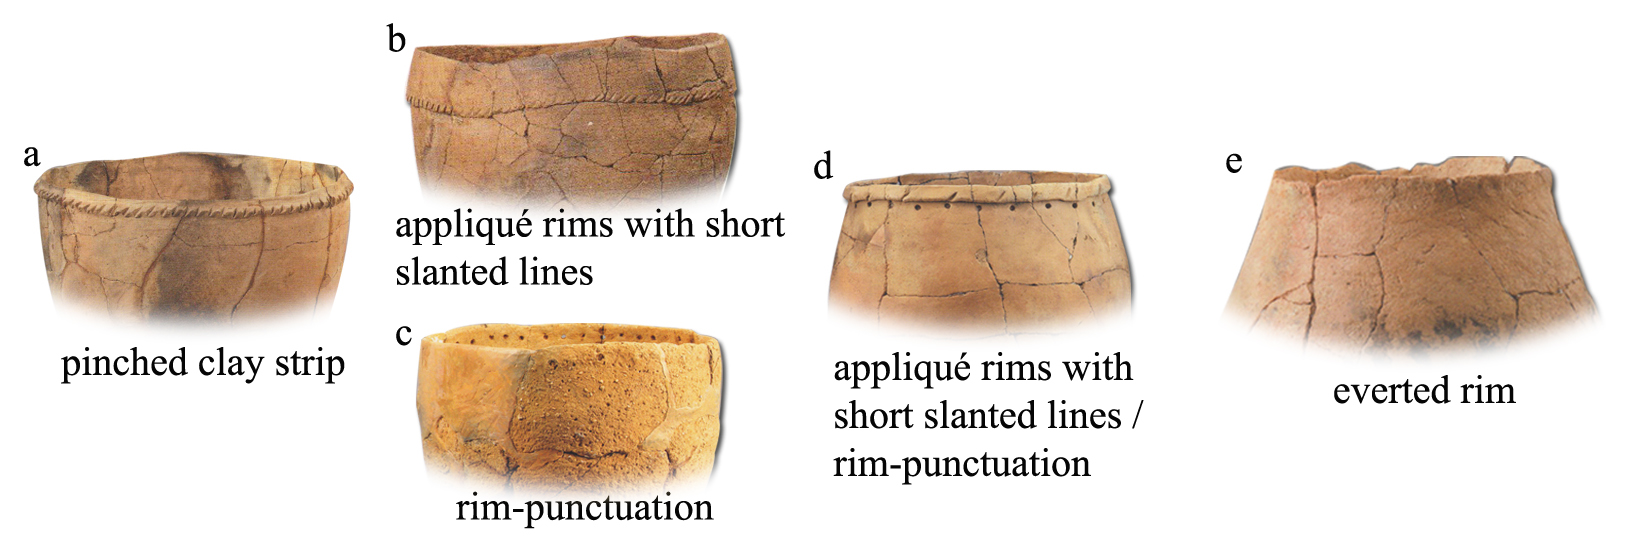 a
pinched clay strip
b
appliqué rims with short
slanted lines
c
rim-punctuation
d
appliqué rims with
short slanted lines /
rim-punctuation
e
everted rim